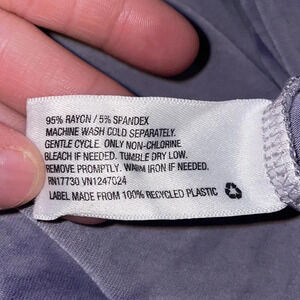 95% RAYON / 5% SPANDEX
MACHINE WASH COLD SEPARATELY.
GENTLE CYCLE. ONLY NON-CHLORINE
BLEACH IF NEEDED. TUMBLE DRY LOW.
REMOVE PROMPTLY. WARM IRON IF NEEDED.
RN17730 VN1247024
LABEL MADE FROM 100% RECYCLED PLASTIC